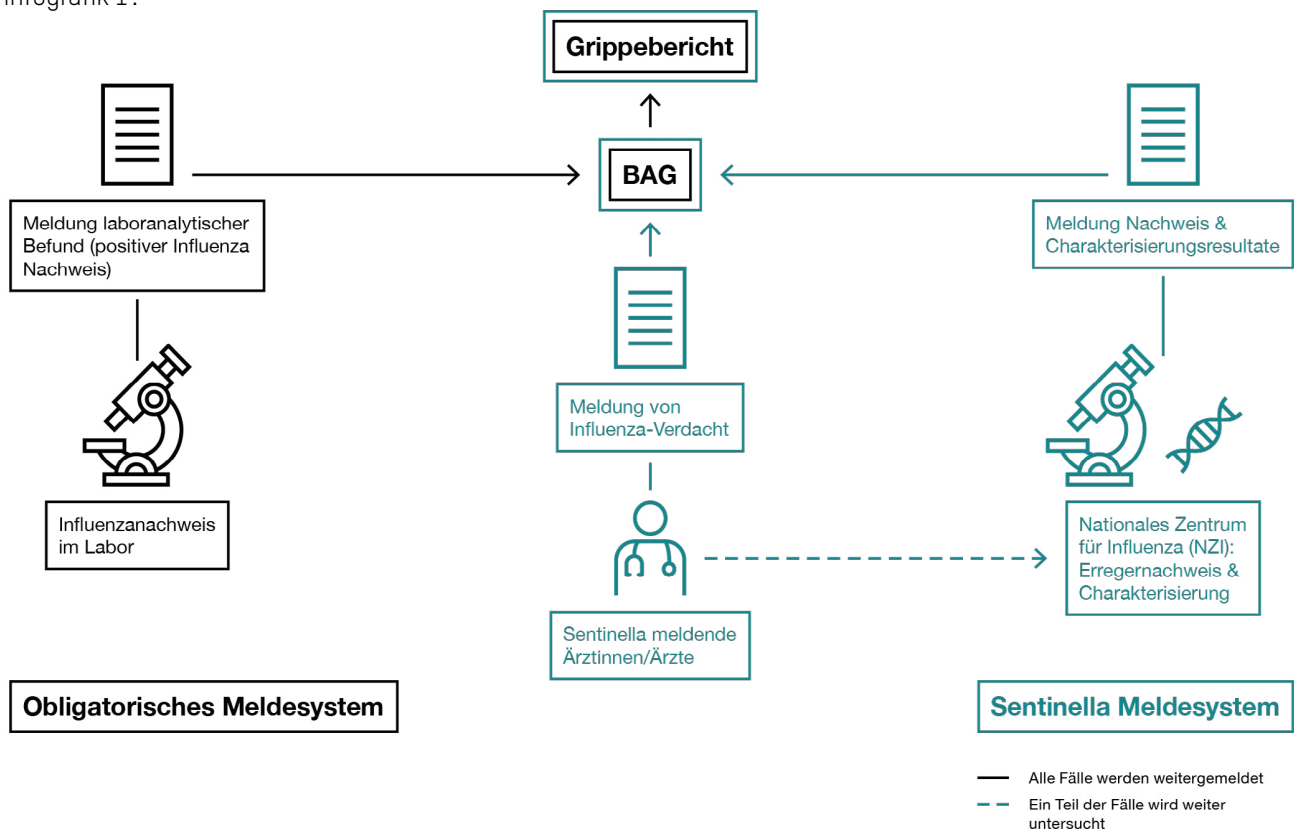 Infografik 1:
Grippebericht
BAG
Meldung laboranalytischer
Befund (positiver Influenza
Nachweis)
Meldung Nachweis &
Charakterisierungsresultate
Meldung von
Influenza-Verdacht
Influenzanachweis
im Labor
Nationales Zentrum
für Influenza (NZI):
Erregernachweis &
Charakterisierung
Sentinella meldende
Ärztinnen/Ärzte
Obligatorisches Meldesystem
Sentinella Meldesystem
Alle Fälle werden weitergemeldet
Ein Teil der Fälle wird weiter
untersucht